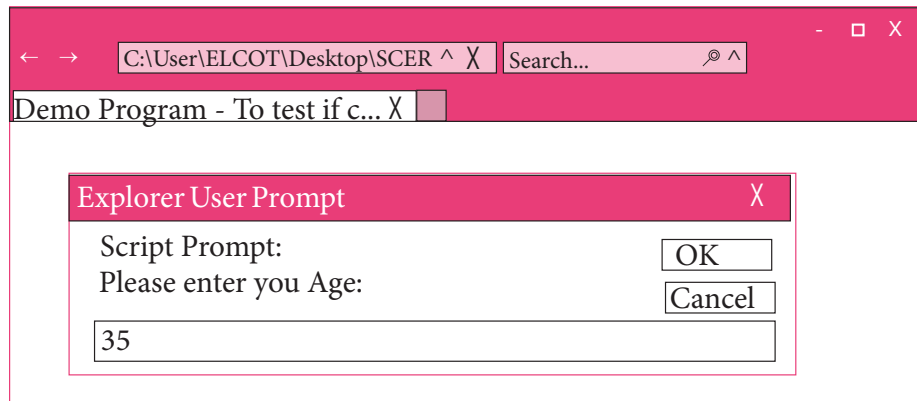 C:\User\ELCOT\Desktop\SCER ^ X Search... ^
Demo Program - To test if c... X
Explorer User Prompt X
Script Prompt:
OK
Please enter you Age:
Cancel
35